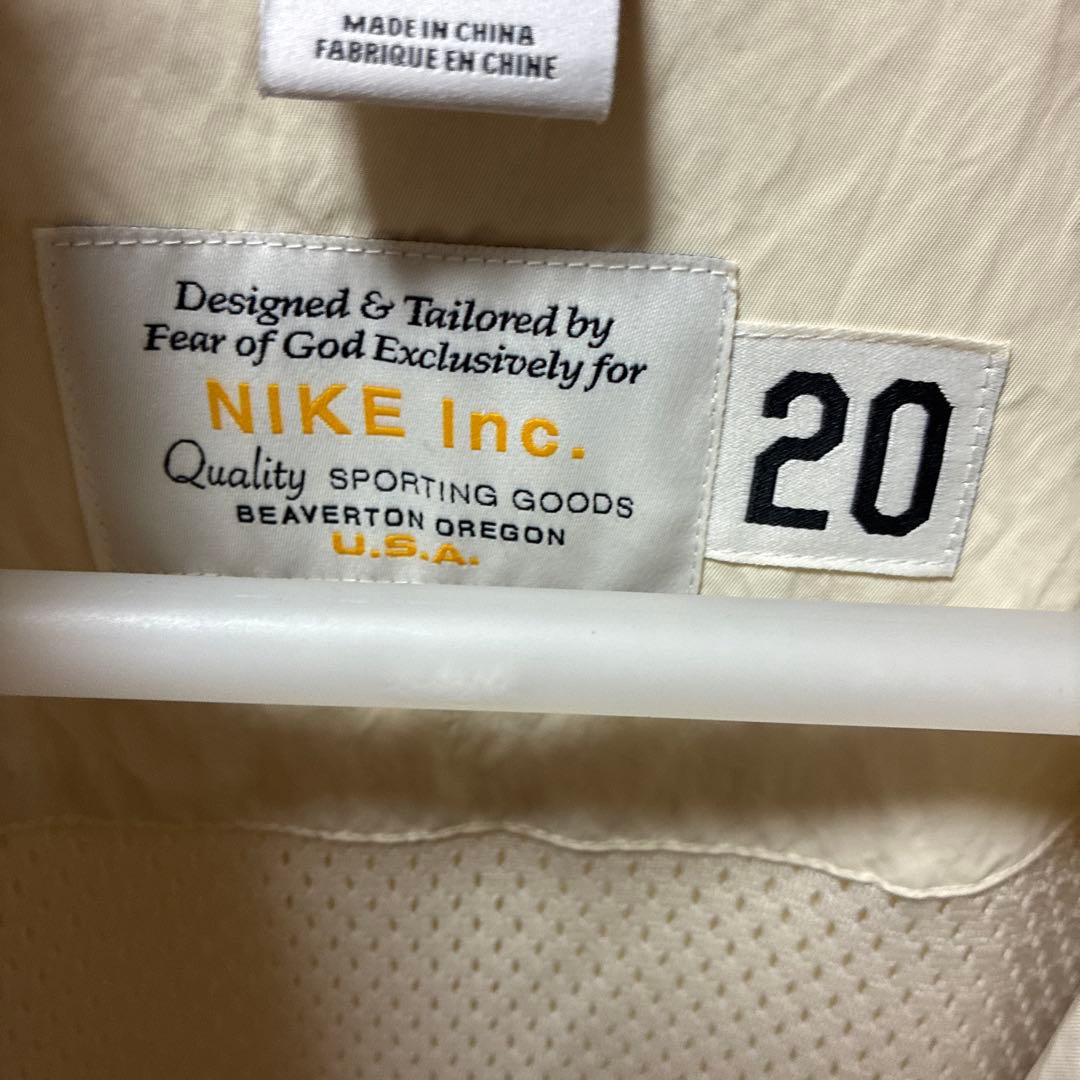 MADE IN CHINA
FABRIQUE EN CHINE
Designed & Tailored by
Fear of God Exclusively for
NIKE Inc.
Quality SPORTING GOODS
BEAVERTON OREGON
U.S.A.
20